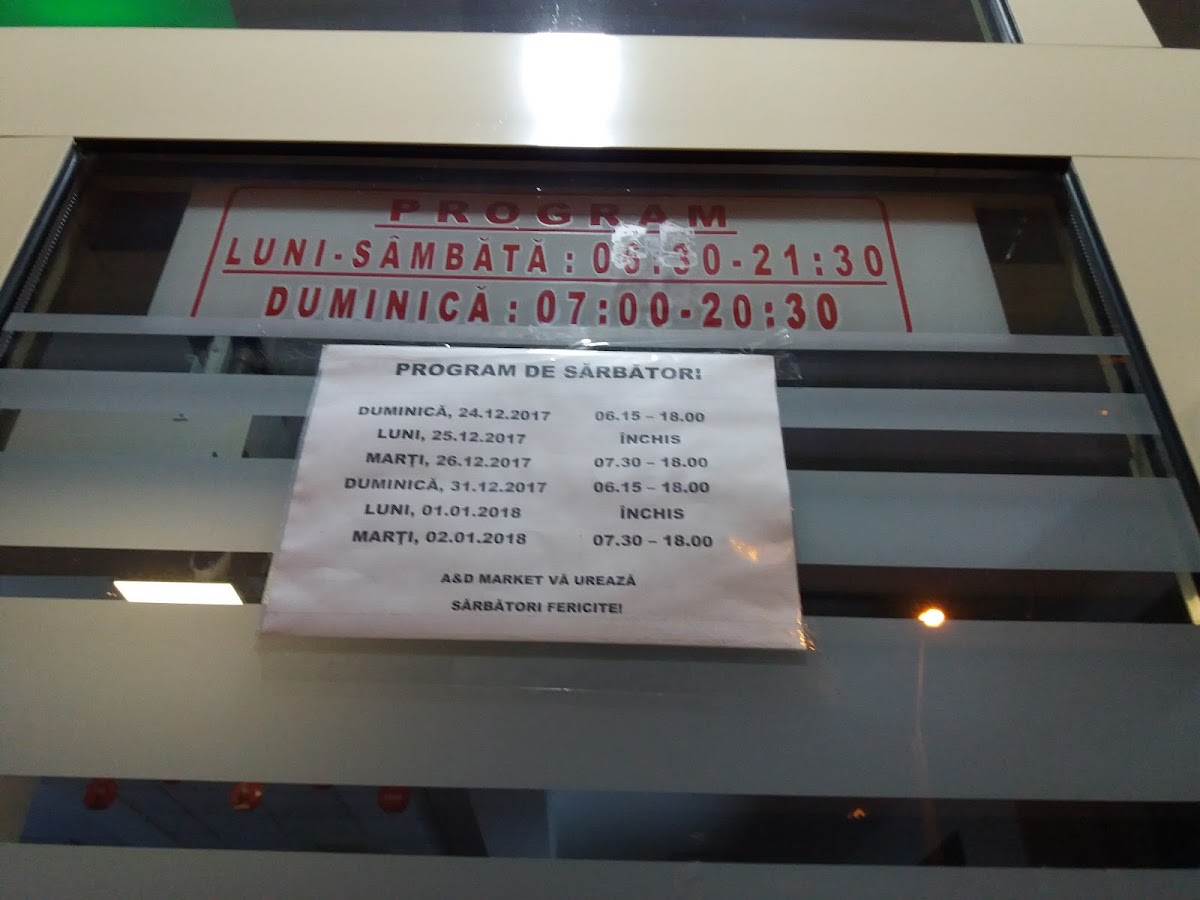 PROGRAM
LUNI-SÂMBĂTĂ: 06:30-21:30
DUMINICĂ: 07:00-20:30
PROGRAM DE SĂRBĂTORI
DUMINICĂ, 24.12.2017 06.15 – 18.00
LUNI, 25.12.2017 ÎNCHIS
MARŢI, 26.12.2017 07.30 – 18.00
DUMINICĂ, 31.12.2017 06.15 – 18.00
LUNI, 01.01.2018 ÎNCHIS
MARŢI, 02.01.2018 07.30 – 18.00
A&D MARKET VĂ UREAZĂ
SĂRBĂTORI FERICITE!